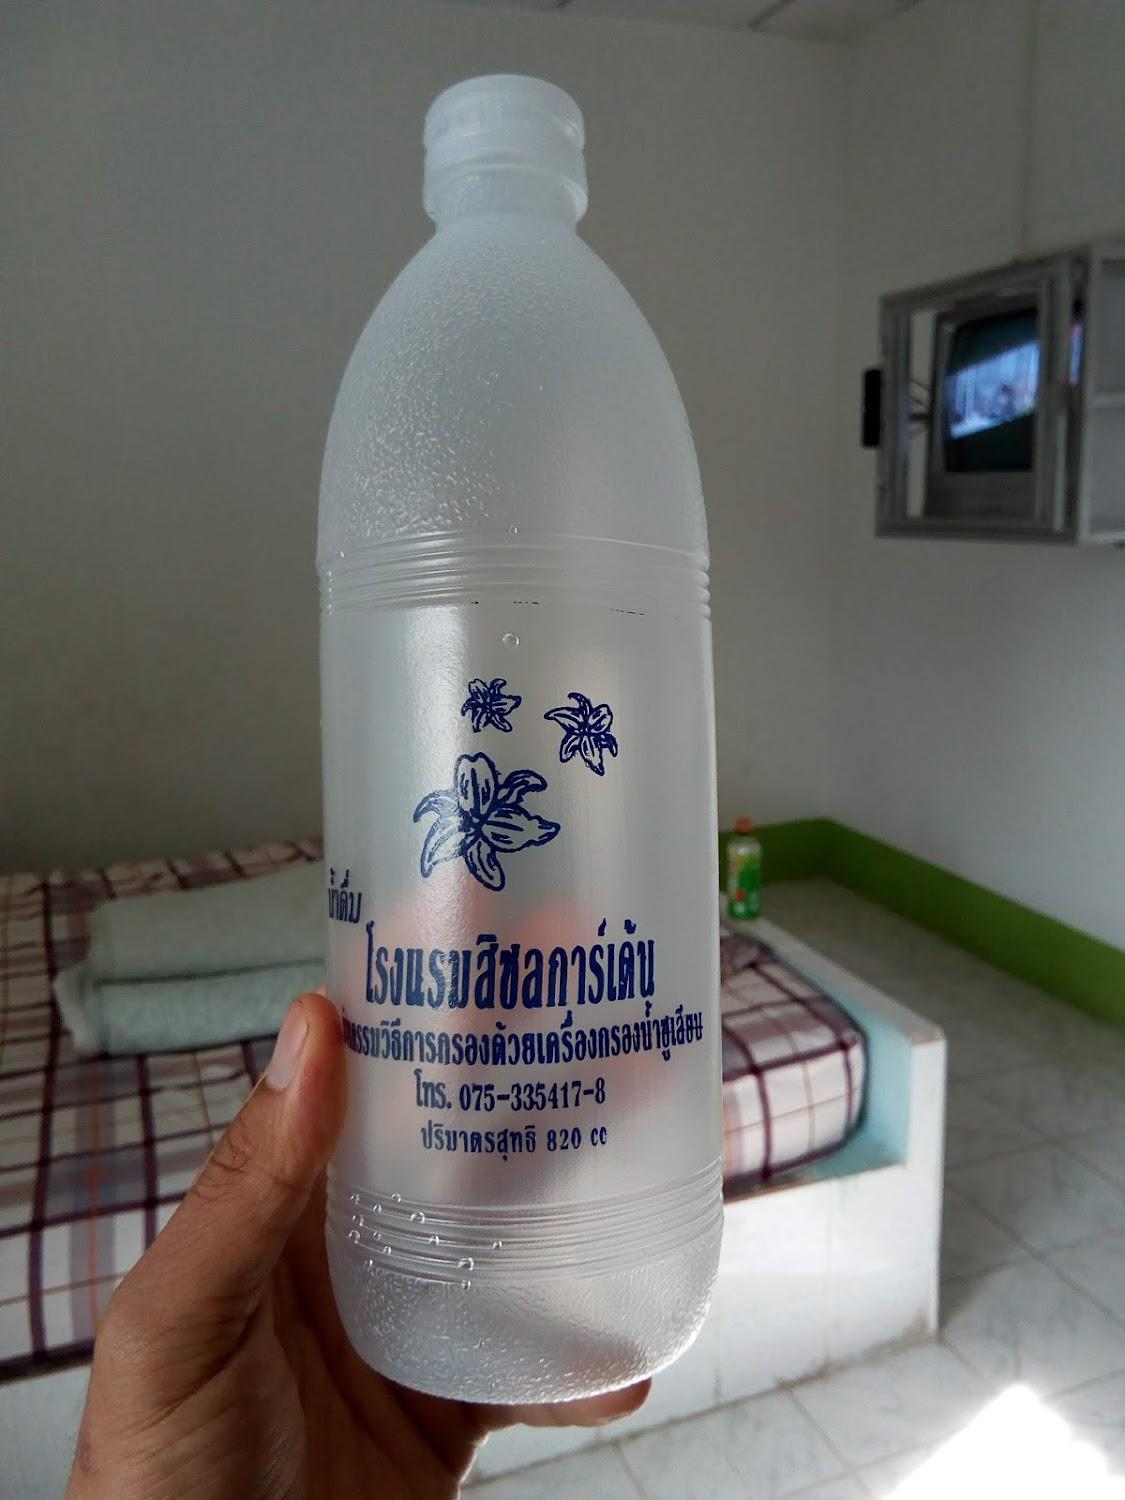 น้ำดื่ม
โรงแรมสิชลการ์เด้น
กรรมวิธีการกรองด้วยเครื่องกรองน้ำยูเลียน
โทร. 075-335417-8
ปริมาตรสุทธิ 820 cc